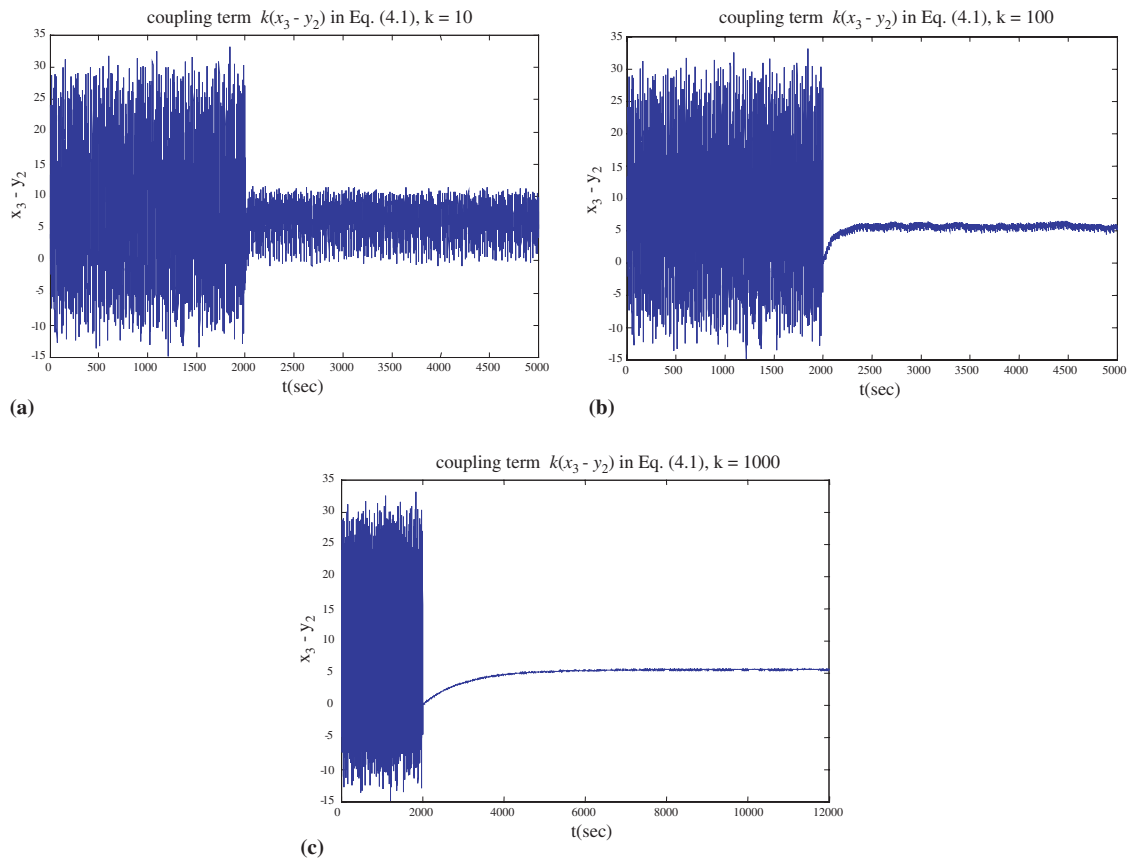 coupling term k(x₃ - y₂) in Eq. (4.1), k = 10
35
30
25
20
15
10
5
0
-5
-10
-15
x₃ - y₂
0 500 1000 1500 2000 2500 3000 3500 4000 4500 5000
t(sec)
(a)
coupling term k(x₃ - y₂) in Eq. (4.1), k = 100
35
30
25
20
15
10
5
0
-5
-10
-15
x₃ - y₂
0 500 1000 1500 2000 2500 3000 3500 4000 4500 5000
t(sec)
(b)
coupling term k(x₃ - y₂) in Eq. (4.1), k = 1000
35
30
25
20
15
10
5
0
-5
-10
-15
x₃ - y₂
0 2000 4000 6000 8000 10000 12000
t(sec)
(c)